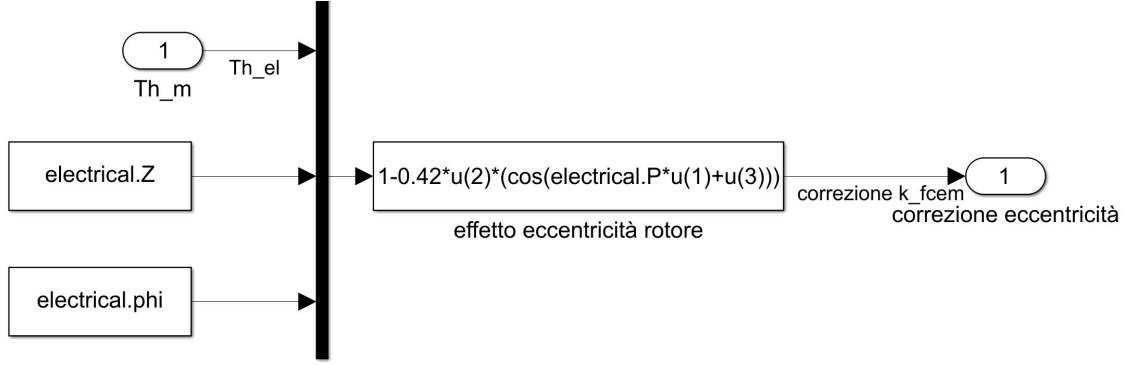 1
Th_el
Th_m
electrical.Z
1-0.42*u(2)*(cos(electrical.P*u(1)+u(3)))
1
correzione k_fcem
correzione eccentricità
effetto eccentricità rotore
electrical.phi